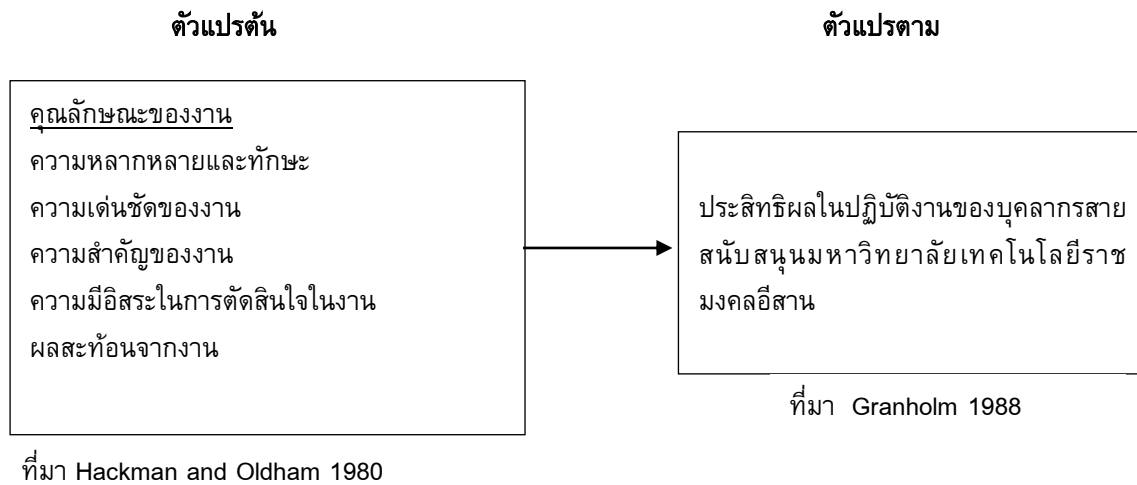 ตัวแปรต้น
ตัวแปรตาม
คุณลักษณะของงาน
ความหลากหลายและทักษะ
ความเด่นชัดของงาน
ความสำคัญของงาน
ความมีอิสระในการตัดสินใจในงาน
ผลสะท้อนจากงาน
ที่มา Hackman and Oldham 1980
ประสิทธิผลในปฏิบัติงานของบุคลากรสาย
สนับสนุนมหาวิทยาลัยเทคโนโลยีราช
มงคลอีสาน
ที่มา Granholm 1988